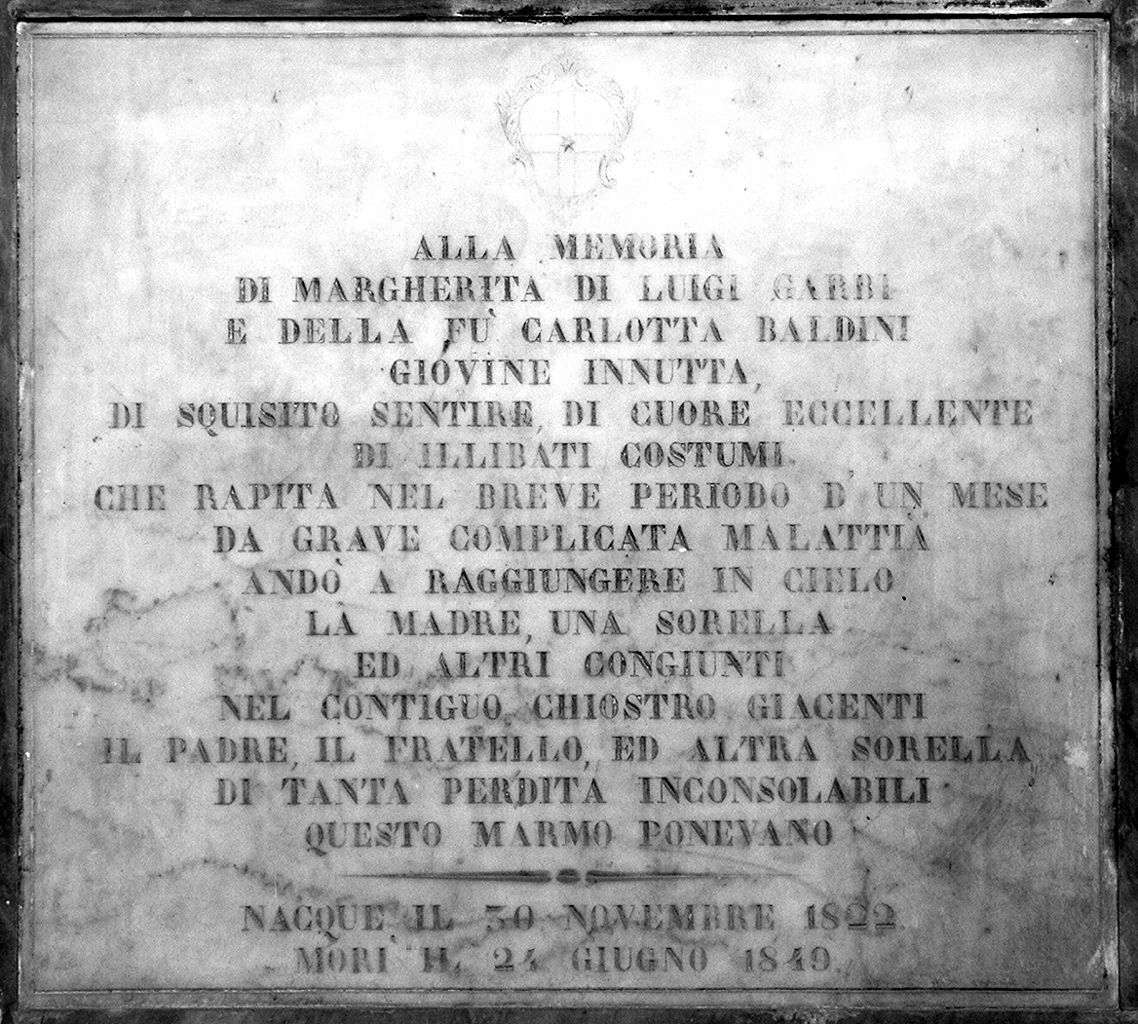 ALLA MEMORIA
DI MARGHERITA DI LUIGI GARBI
E DELLA FÙ CARLOTTA BALDINI
GIOVINE INNUTTA,
DI SQUISITO SENTIRE, DI CUORE ECCELLENTE
DI ILLIBATI COSTUMI
CHE RAPITA NEL BREVE PERIODO D' UN MESE
DA GRAVE COMPLICATA MALATTIA
ANDÒ A RAGGIUNGERE IN CIELO
LA MADRE, UNA SORELLA
ED ALTRI CONGIUNTI
NEL CONTIGUO CHIOSTRO GIACENTI
IL PADRE, IL FRATELLO, ED ALTRA SORELLA
DI TANTA PERDITA INCONSOLABILI
QUESTO MARMO PONEVANO
NACQUE IL 30 NOVEMBRE 1822.
MORÌ IL 24 GIUGNO 1849.